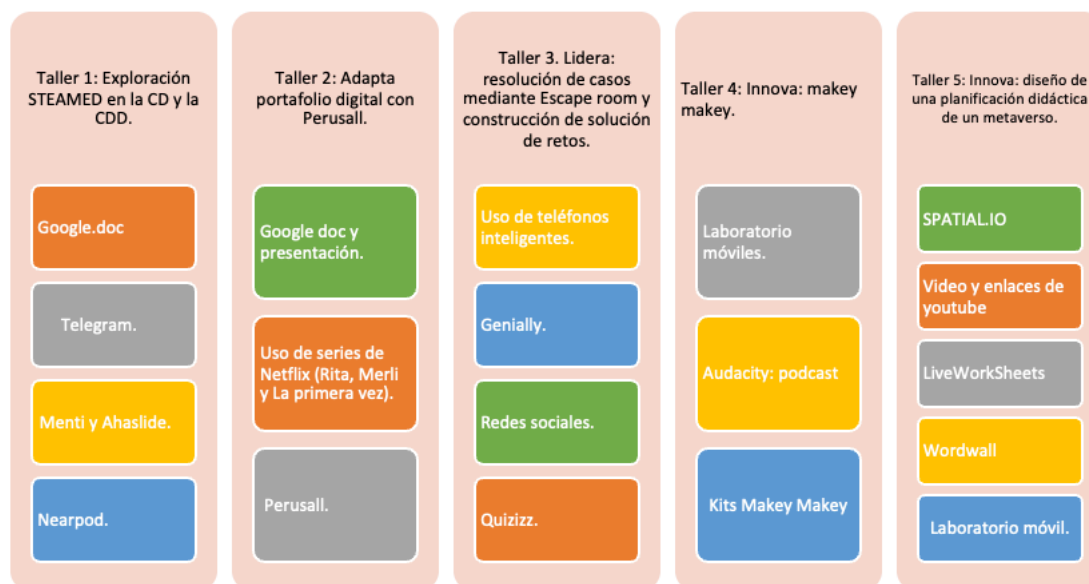 Taller 1: Exploración
STEAMED en la CD y la
CDD.
Google.doc
Telegram.
Menti y Ahaslide.
Nearpod.
Taller 2: Adapta
portafolio digital con
Perusall.
Google doc y
presentación.
Uso de series de
Netflix (Rita, Merli
y La primera vez).
Perusall.
Taller 3. Lidera:
resolución de casos
mediante Escape room y
construcción de solución
de retos.
Uso de teléfonos
inteligentes.
Genially.
Redes sociales.
Quizizz.
Taller 4: Innova: makey
makey.
Laboratorio
móviles.
Audacity: podcast
Kits Makey Makey
Taller 5: Innova: diseño de
una planificación didáctica
de un metaverso.
SPATIAL.IO
Video y enlaces de
youtube
LiveWorkSheets
Wordwall
Laboratorio móvil.